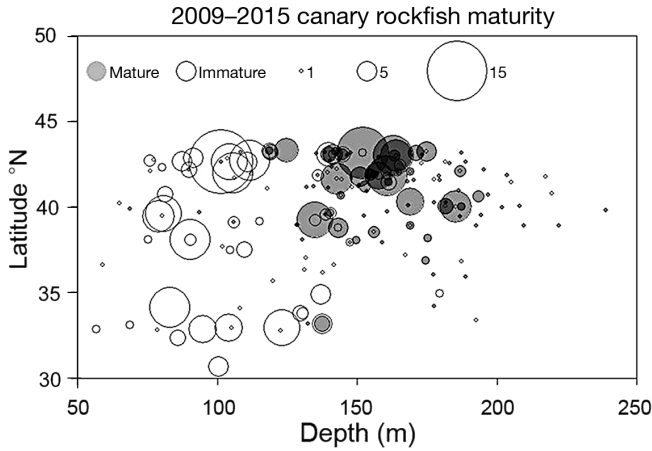 2009–2015 canary rockfish maturity
50
Mature Immature 1 5 15
45
40
35
30
Latitude °N
50 100 150 200 250
Depth (m)